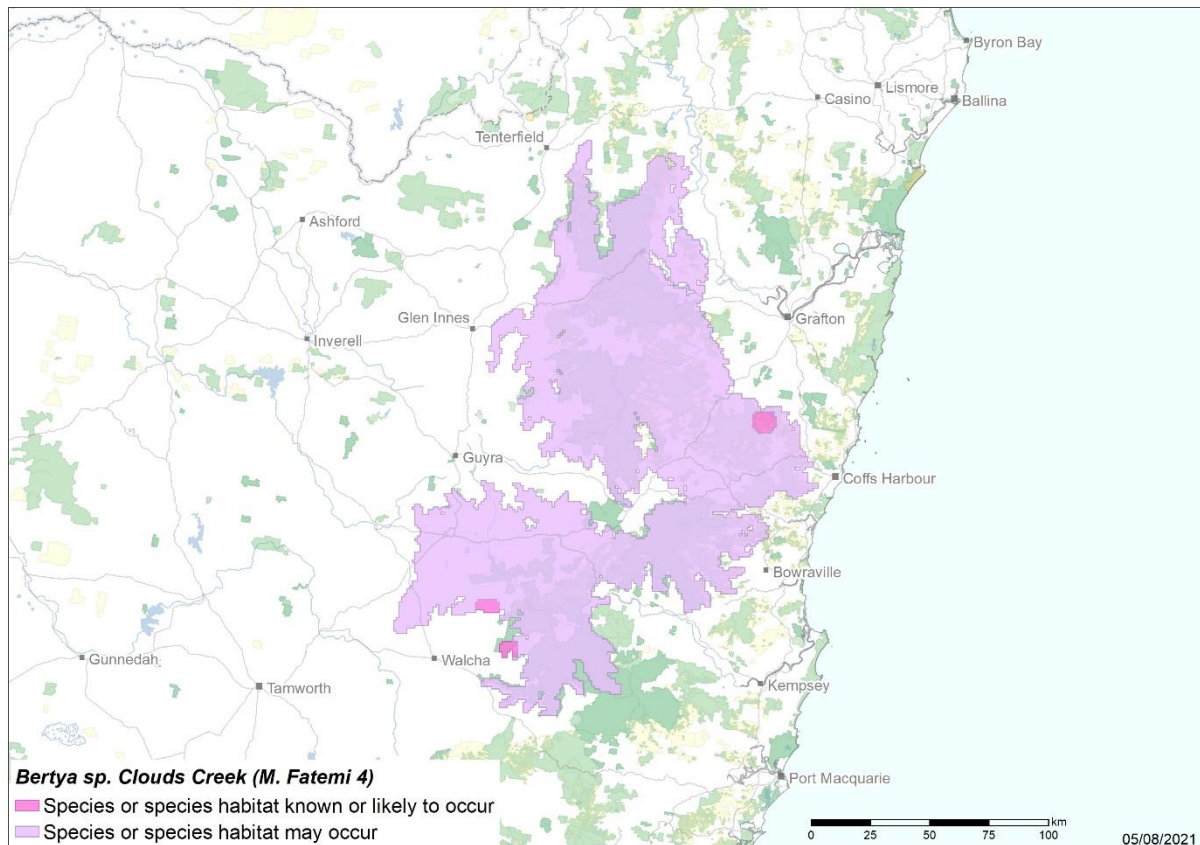 Byron Bay
Lismore
Casino
Ballina
Tenterfield
Ashford
Glen Innes
Grafton
Inverell
Guyra
Coffs Harbour
Bowraville
Gunnedah
Walcha
Tamworth
Kempsey
Port Macquarie
Bertya sp. Clouds Creek (M. Fatemi 4)
Species or species habitat known or likely to occur
Species or species habitat may occur
km
0 25 50 75 100
05/08/2021